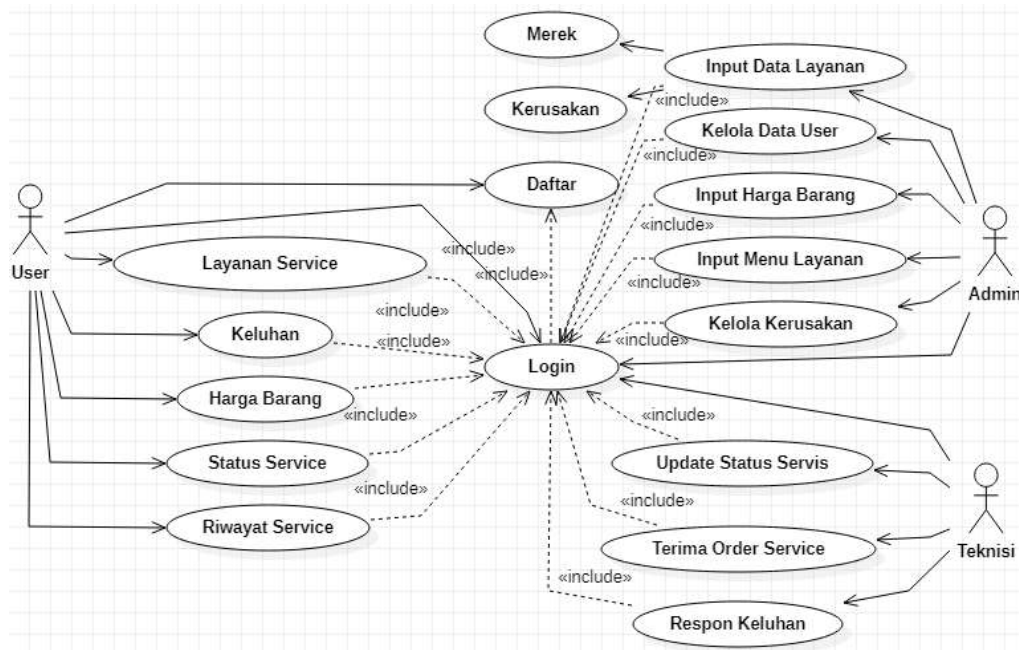 Merek
Input Data Layanan
«include»
Kerusakan
Kelola Data User
«include»
Daftar
Input Harga Barang
«include»
User
Layanan Service
«include»
«include»
Input Menu Layanan
«include»
Admin
«include»
Keluhan
«include»
Kelola Kerusakan
«include»
Login
Harga Barang
«include»
«include»
Status Service
Update Status Servis
«include»
Riwayat Service
«include»
Terima Order Service
Teknisi
«include»
Respon Keluhan